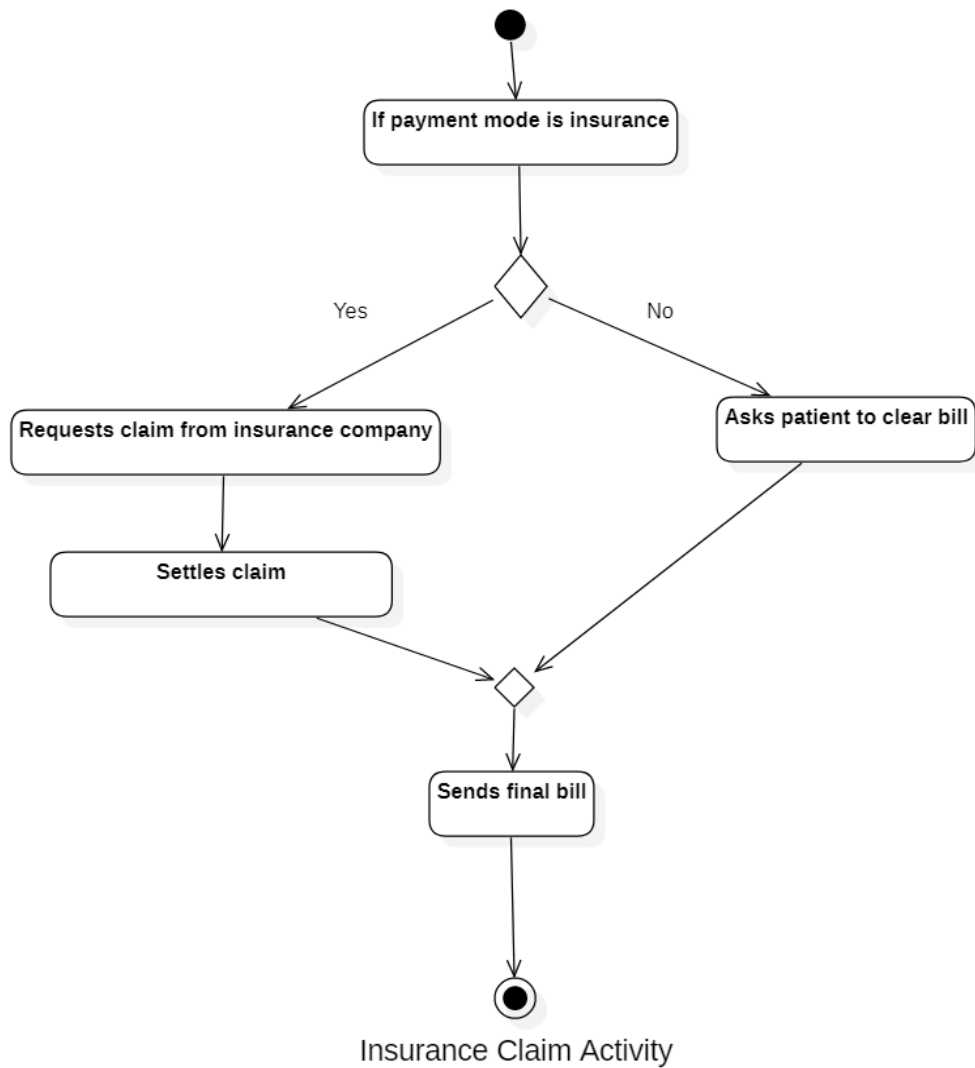 If payment mode is insurance
Yes
No
Requests claim from insurance company
Asks patient to clear bill
Settles claim
Sends final bill
Insurance Claim Activity